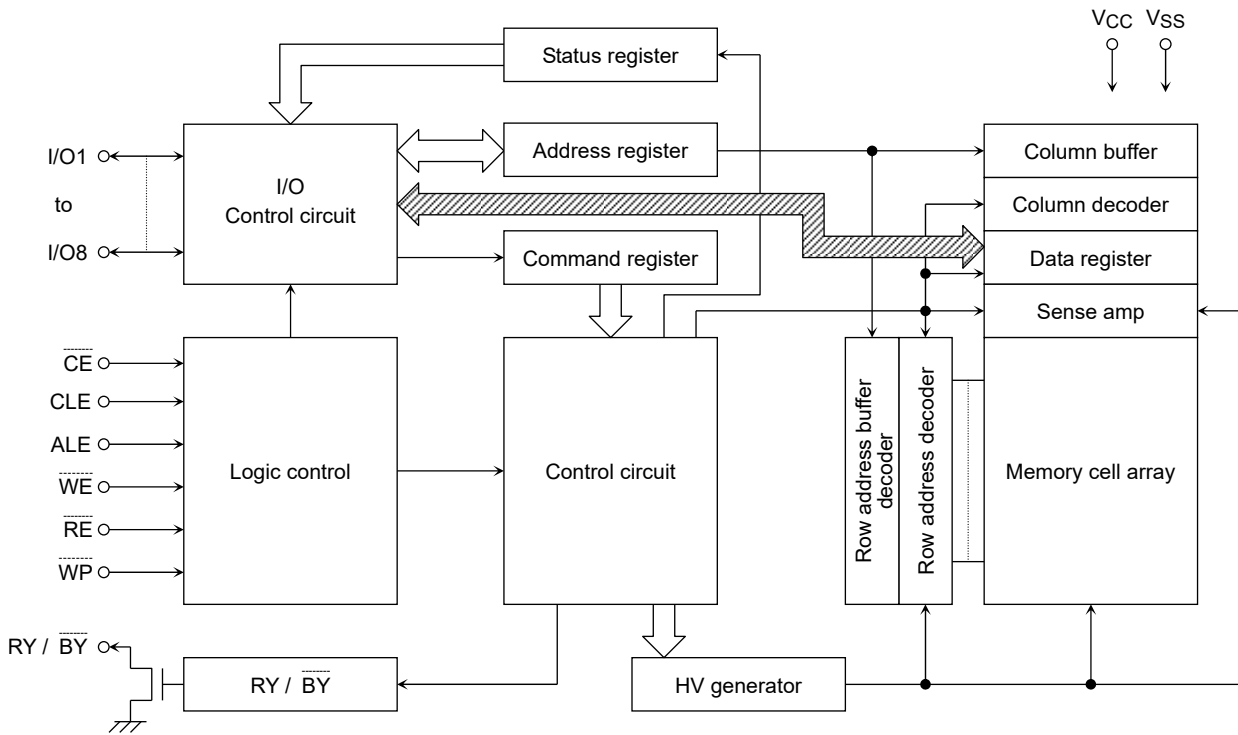 VCC VSS
Status register
I/O1
to
I/O8
I/O
Control circuit
Address register
Command register
Column buffer
Column decoder
Data register
Sense amp
CE
CLE
ALE
WE
RE
WP
Logic control
Control circuit
Row address buffer
decoder
Row address decoder
Memory cell array
RY / BY
RY / BY
HV generator